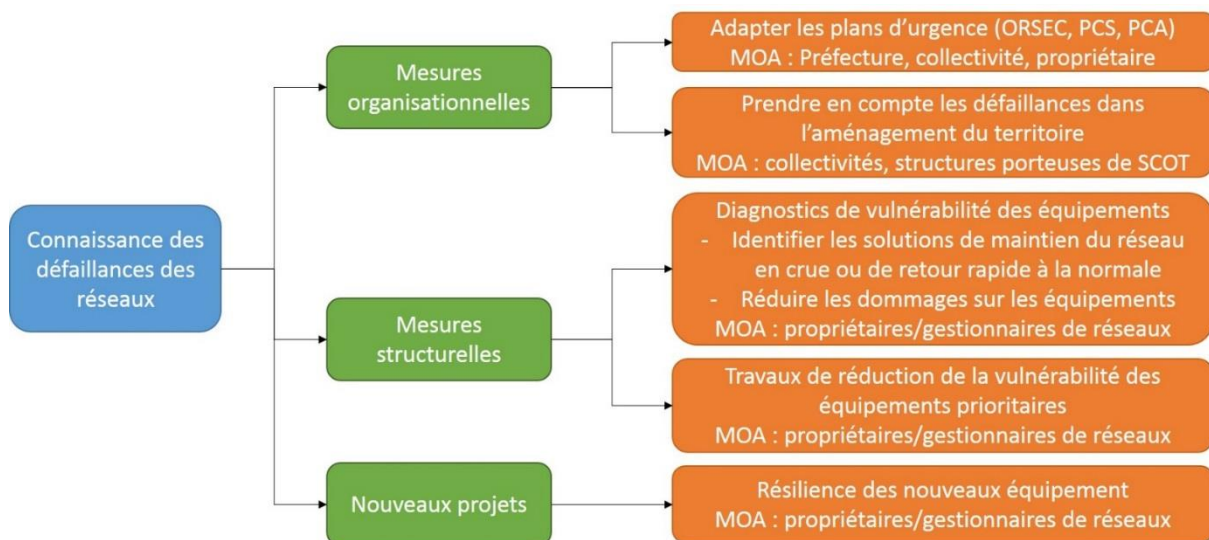 Connaissance des
défaillances des
réseaux
Mesures
organisationnelles
Adapter les plans d’urgence (ORSEC, PCS, PCA)
MOA : Préfecture, collectivité, propriétaire
Prendre en compte les défaillances dans
l’aménagement du territoire
MOA : collectivités, structures porteuses de SCOT
Mesures
structurelles
Diagnostics de vulnérabilité des équipements
- Identifier les solutions de maintien du réseau
en crue ou de retour rapide à la normale
- Réduire les dommages sur les équipements
MOA : propriétaires/gestionnaires de réseaux
Travaux de réduction de la vulnérabilité des
équipements prioritaires
MOA : propriétaires/gestionnaires de réseaux
Nouveaux projets
Résilience des nouveaux équipement
MOA : propriétaires/gestionnaires de réseaux